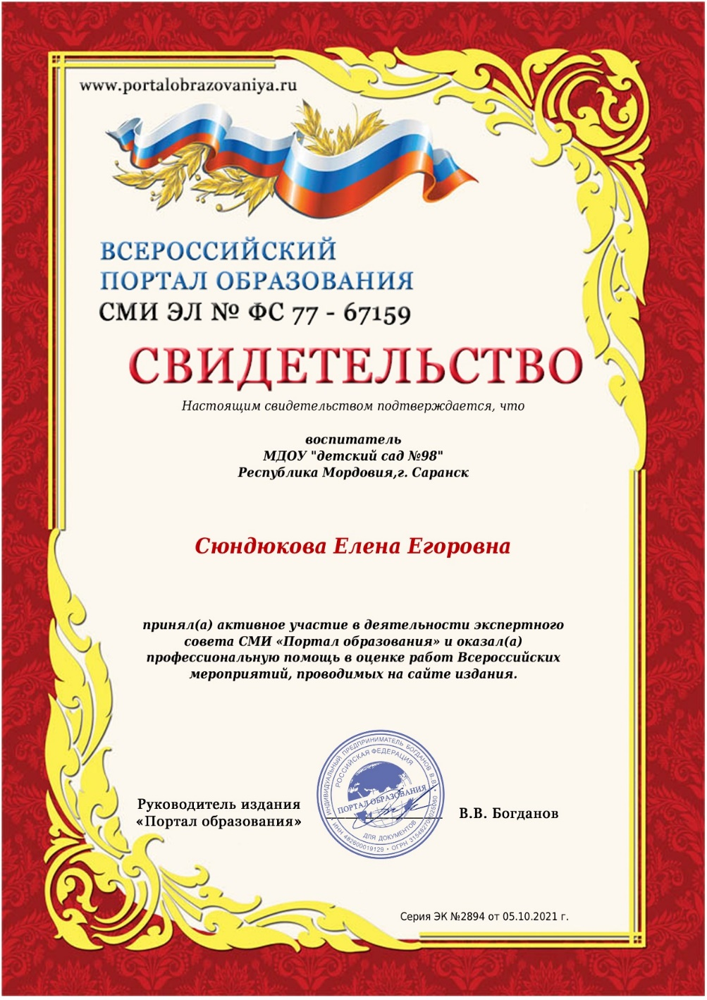 www.portalobrazovaniya.ru
ВСЕРОССИЙСКИЙ
ПОРТАЛ ОБРАЗОВАНИЯ
СМИ ЭЛ № ФС 77 - 67159
СВИДЕТЕЛЬСТВО
Настоящим свидетельством подтверждается, что
воспитатель
МДОУ "детский сад №98"
Республика Мордовия,г. Саранск
Сюндюкова Елена Егоровна
принял(а) активное участие в деятельности экспертного
совета СМИ «Портал образования» и оказал(а)
профессиональную помощь в оценке работ Всероссийских
мероприятий, проводимых на сайте издания.
Руководитель издания
«Портал образования»
ИНДИВИДУАЛЬНЫЙ ПРЕДПРИНИМАТЕЛЬ БОГДАНОВ В.В.
РОССИЙСКАЯ ФЕДЕРАЦИЯ
ПОРТАЛ ОБРАЗОВАНИЯ
ДЛЯ ДОКУМЕНТОВ
ИНН 482600019129 • ОГРН
В.В. Богданов
Серия ЭК №2894 от 05.10.2021 г.